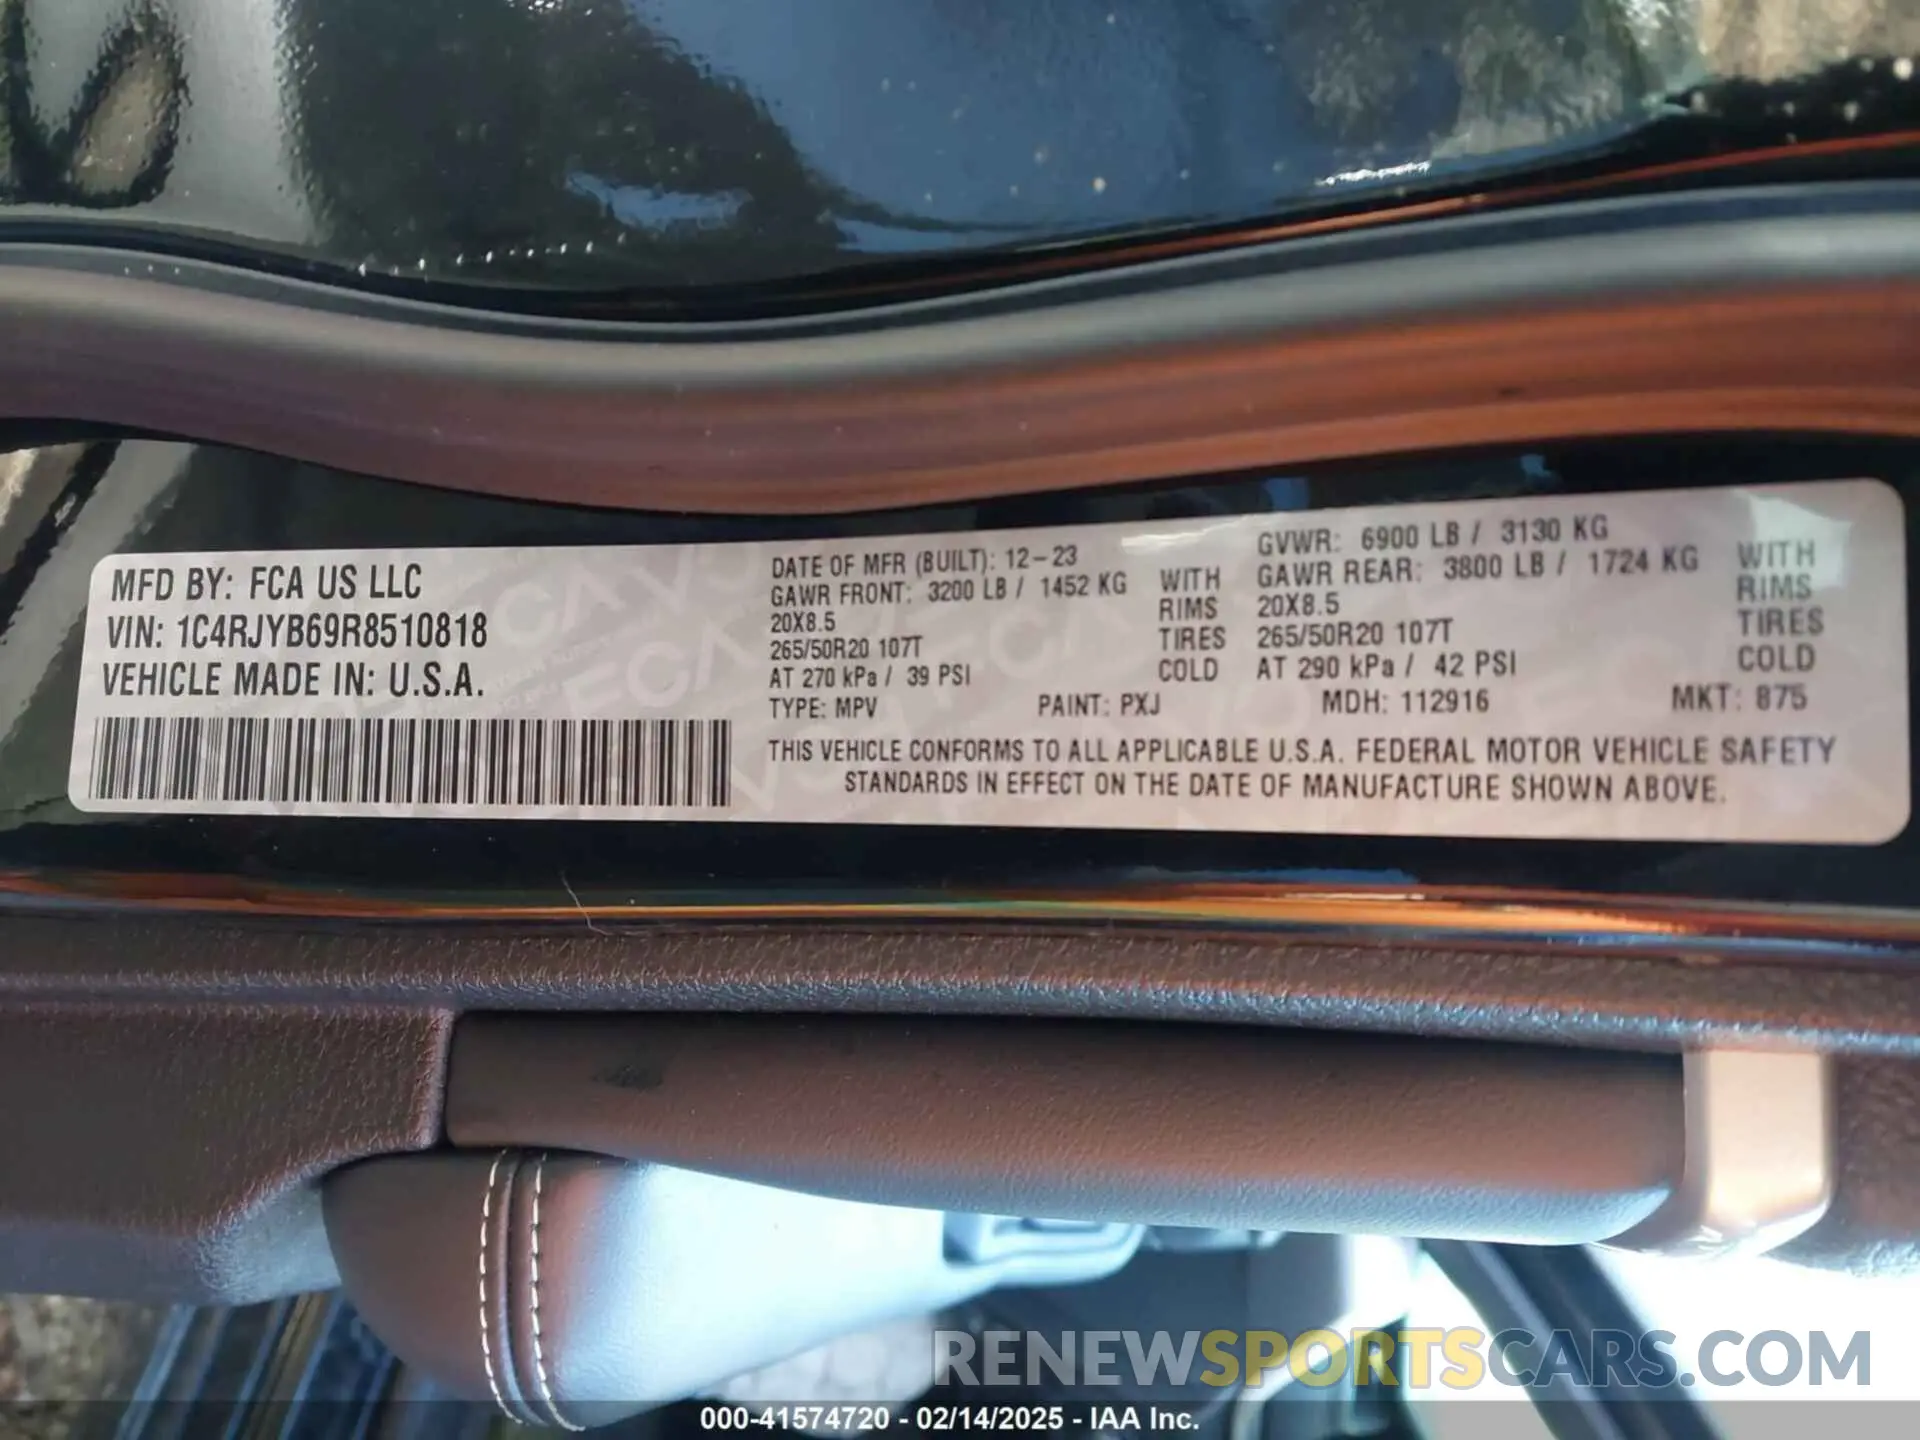 MFD BY: FCA US LLC
VIN: 1C4RJYB69R8510818
VEHICLE MADE IN: U.S.A.
DATE OF MFR (BUILT): 12-23
GAWR FRONT: 3200 LB / 1452 KG WITH
20X8.5 RIMS
265/50R20 107T TIRES
AT 270 kPa / 39 PSI COLD
GVWR: 6900 LB / 3130 KG
GAWR REAR: 3800 LB / 1724 KG WITH
20X8.5 RIMS
265/50R20 107T TIRES
AT 290 kPa / 42 PSI COLD
TYPE: MPV PAINT: PXJ MDH: 112916 MKT: 875
THIS VEHICLE CONFORMS TO ALL APPLICABLE U.S.A. FEDERAL MOTOR VEHICLE SAFETY
STANDARDS IN EFFECT ON THE DATE OF MANUFACTURE SHOWN ABOVE.
RENEWSPORTSCARS.COM
000-41574720 - 02/14/2025 - IAA Inc.